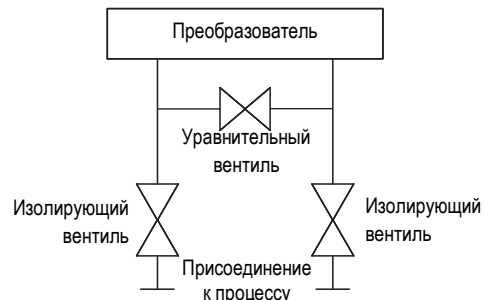 Преобразователь
Уравнительный
вентиль
Изолирующий
вентиль
Изолирующий
вентиль
Присоединение
к процессу